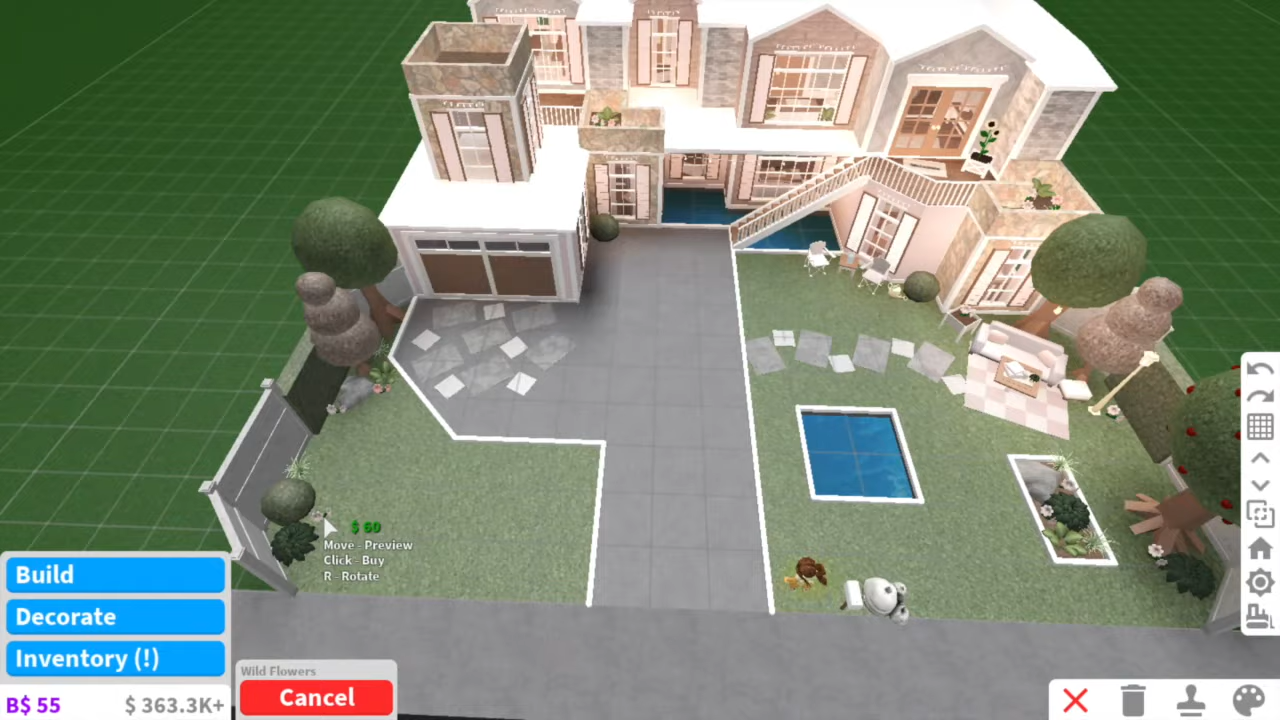 $ 60
Move - Preview
Click - Buy
R - Rotate
Build
Decorate
Inventory (!)
B$ 55 $ 363.3K+
Wild Flowers
Cancel